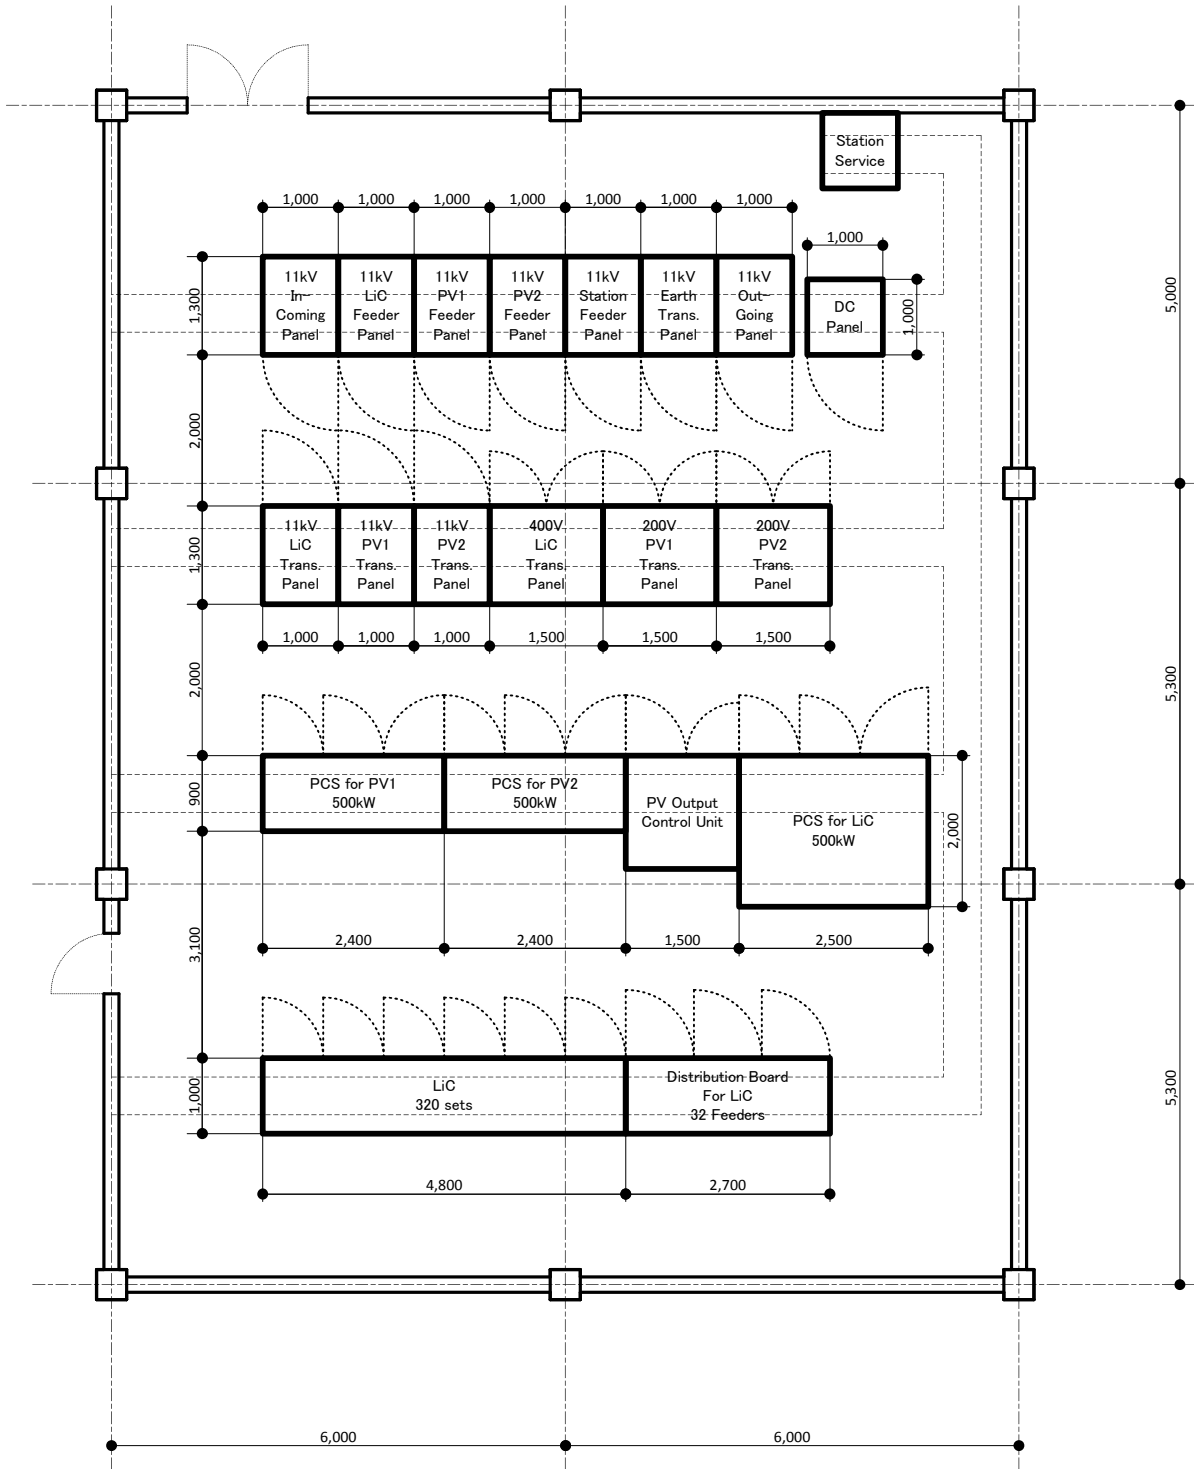 Station
Service
1,000
1,000
1,000
1,000
1,000
1,000
1,000
1,000
11kV
In-
Coming
Panel
11kV
LiC
Feeder
Panel
11kV
PV1
Feeder
Panel
11kV
PV2
Feeder
Panel
11kV
Station
Feeder
Panel
11kV
Earth
Trans.
Panel
11kV
Out-
Going
Panel
DC
Panel
1,000
1,300
5,000
2,000
1,300
11kV
LiC
Trans.
Panel
11kV
PV1
Trans.
Panel
11kV
PV2
Trans.
Panel
400V
LiC
Trans.
Panel
200V
PV1
Trans.
Panel
200V
PV2
Trans.
Panel
1,000
1,000
1,000
1,500
1,500
1,500
2,000
5,300
900
PCS for PV1
500kW
PCS for PV2
500kW
PV Output
Control Unit
PCS for LiC
500kW
2,000
3,100
2,400
2,400
1,500
2,500
1,000
LiC
320 sets
Distribution Board
For LiC
32 Feeders
5,300
4,800
2,700
6,000
6,000